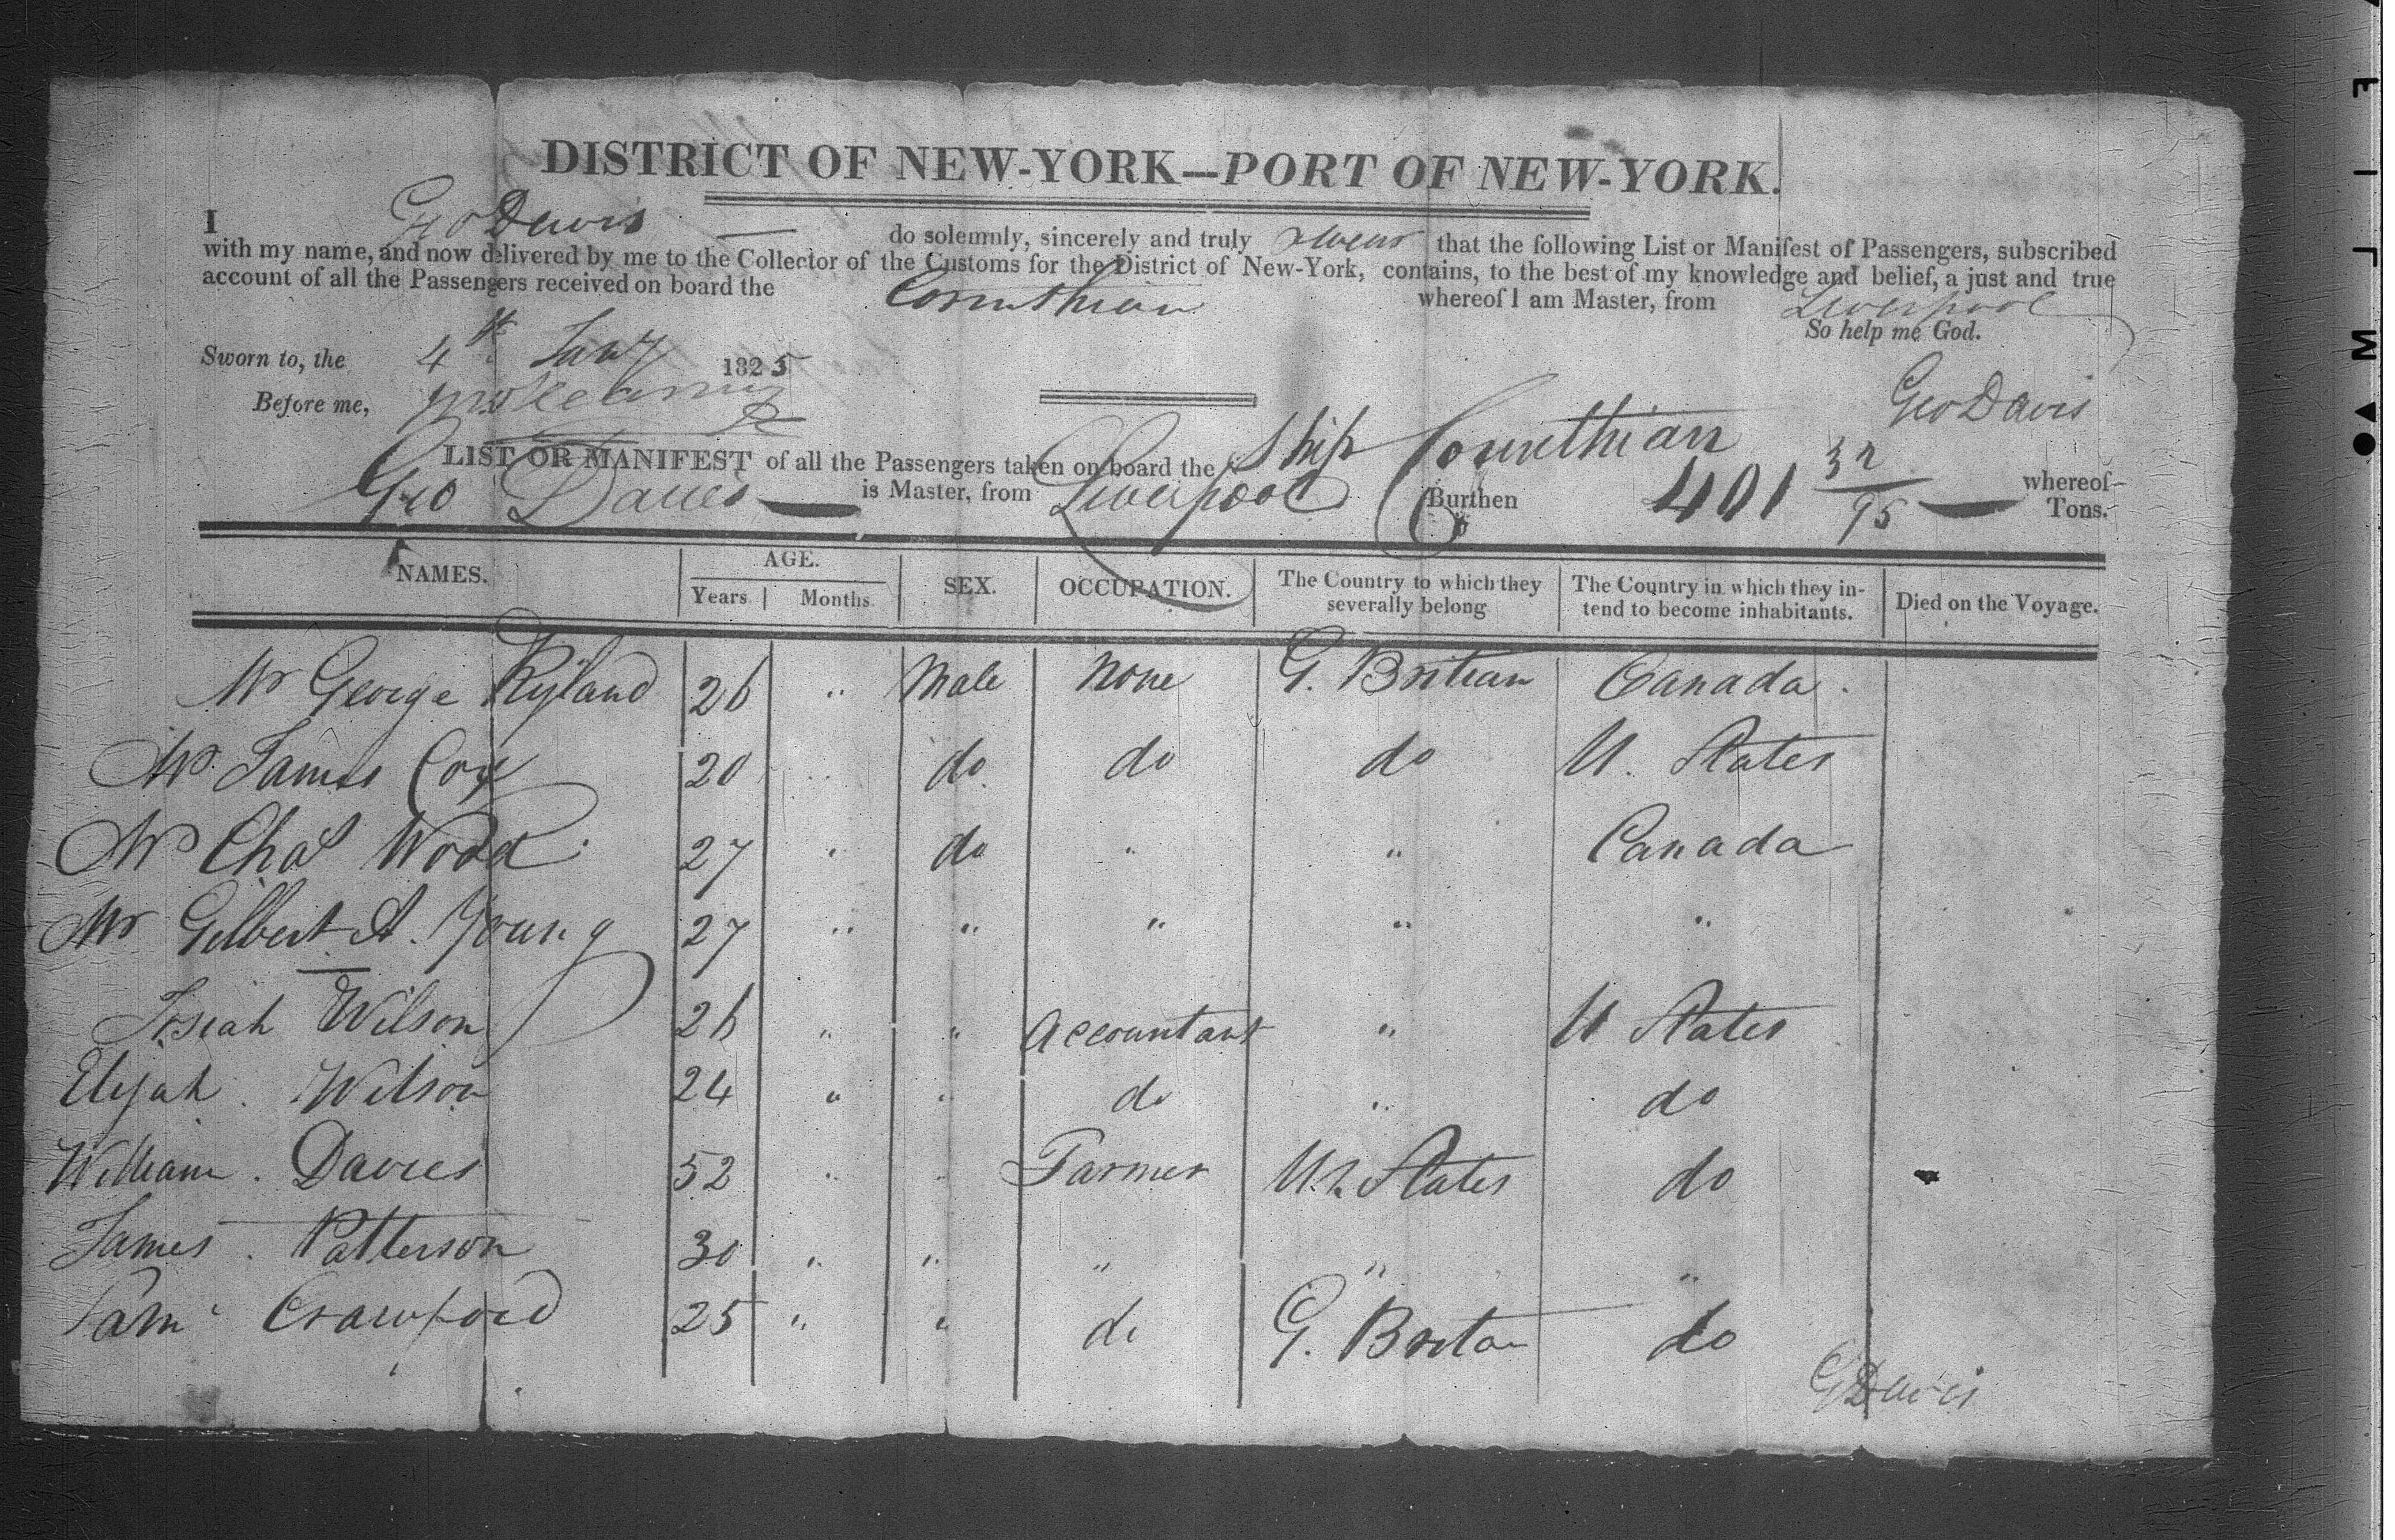 DISTRICT OF NEW-YORK—PORT OF NEW-YORK.
I Geo Davis do solemnly, sincerely and truly swear that the following List or Manifest of Passengers, subscribed
with my name, and now delivered by me to the Collector of the Customs for the District of New-York, contains, to the best of my knowledge and belief, a just and true
account of all the Passengers received on board the Corinthian whereof I am Master, from Liverpool
So help me God.
Sworn to, the 4th Jany 1825
Before me,
Geo Davis
LIST OR MANIFEST of all the Passengers taken on board the Ship Corinthian whereof
Geo Davies is Master, from Liverpool Burthen 401 32/95 Tons.
NAMES. AGE. Years Months SEX. OCCUPATION. The Country to which they severally belong The Country in which they intend to become inhabitants. Died on the Voyage.
Mr George Ryland 26 " Male None G. Britian Canada.
Mr James Cox 20 " do do do U. States
Mr Chas Wood 27 " do " " Canada
Mr Gilbert A. Young 27 " " " " "
Josiah Wilson 26 " " Accountant " U States
Elijah Wilson 24 " " do " do
William Davies 52 " " Farmer U. States do
James Patterson 30 " " " " "
Saml Crawford 25 " " do G. Britan do
G Davis
FILM